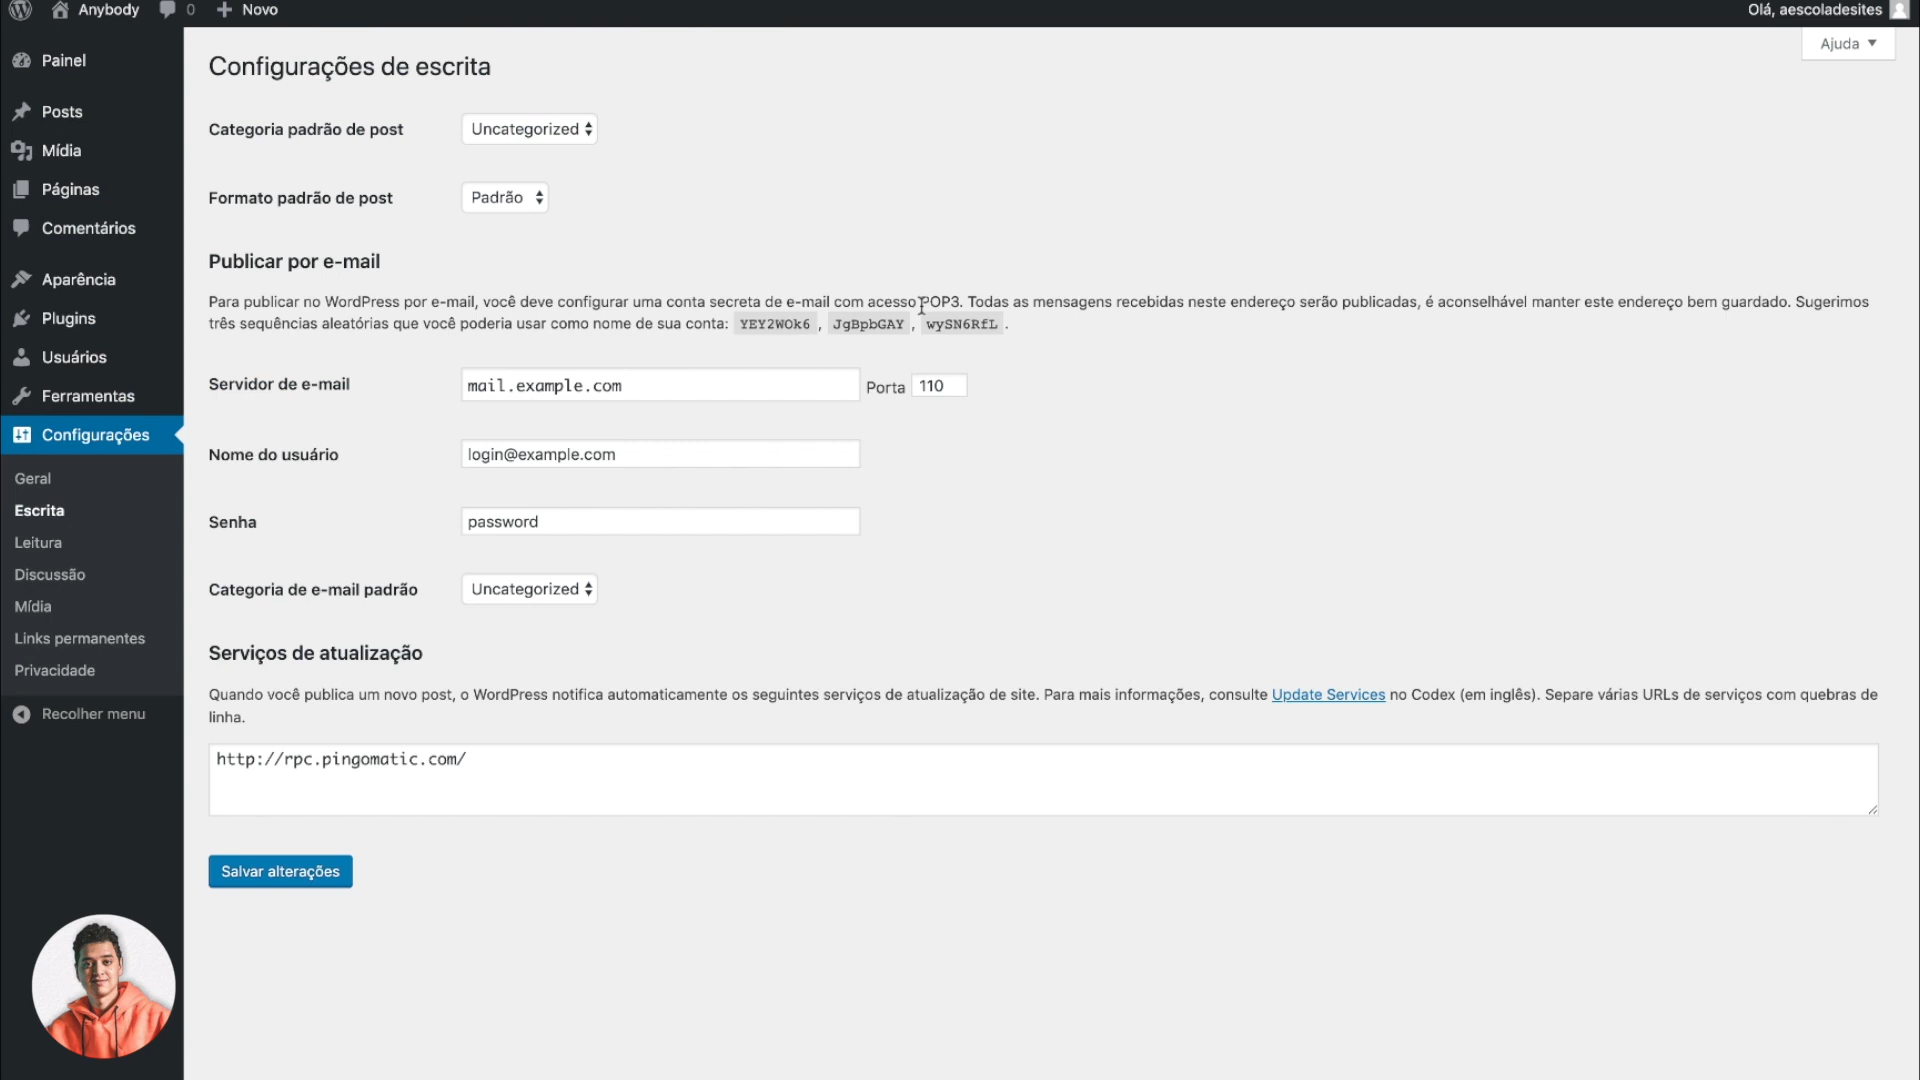 Anybody
0
Novo
Olá, aescoladesites
Ajuda
Painel
Posts
Mídia
Páginas
Comentários
Aparência
Plugins
Usuários
Ferramentas
Configurações
Geral
Escrita
Leitura
Discussão
Mídia
Links permanentes
Privacidade
Recolher menu
Configurações de escrita
Categoria padrão de post
Uncategorized
Formato padrão de post
Padrão
Publicar por e-mail
Para publicar no WordPress por e-mail, você deve configurar uma conta secreta de e-mail com acesso POP3. Todas as mensagens recebidas neste endereço serão publicadas, é aconselhável manter este endereço bem guardado. Sugerimos
três sequências aleatórias que você poderia usar como nome de sua conta: YEY2WOk6 , JgBpbGAY , wySN6RfL .
Servidor de e-mail
mail.example.com
Porta 110
Nome do usuário
login@example.com
Senha
password
Categoria de e-mail padrão
Uncategorized
Serviços de atualização
Quando você publica um novo post, o WordPress notifica automaticamente os seguintes serviços de atualização de site. Para mais informações, consulte Update Services no Codex (em inglês). Separe várias URLs de serviços com quebras de
linha.
http://rpc.pingomatic.com/
Salvar alterações